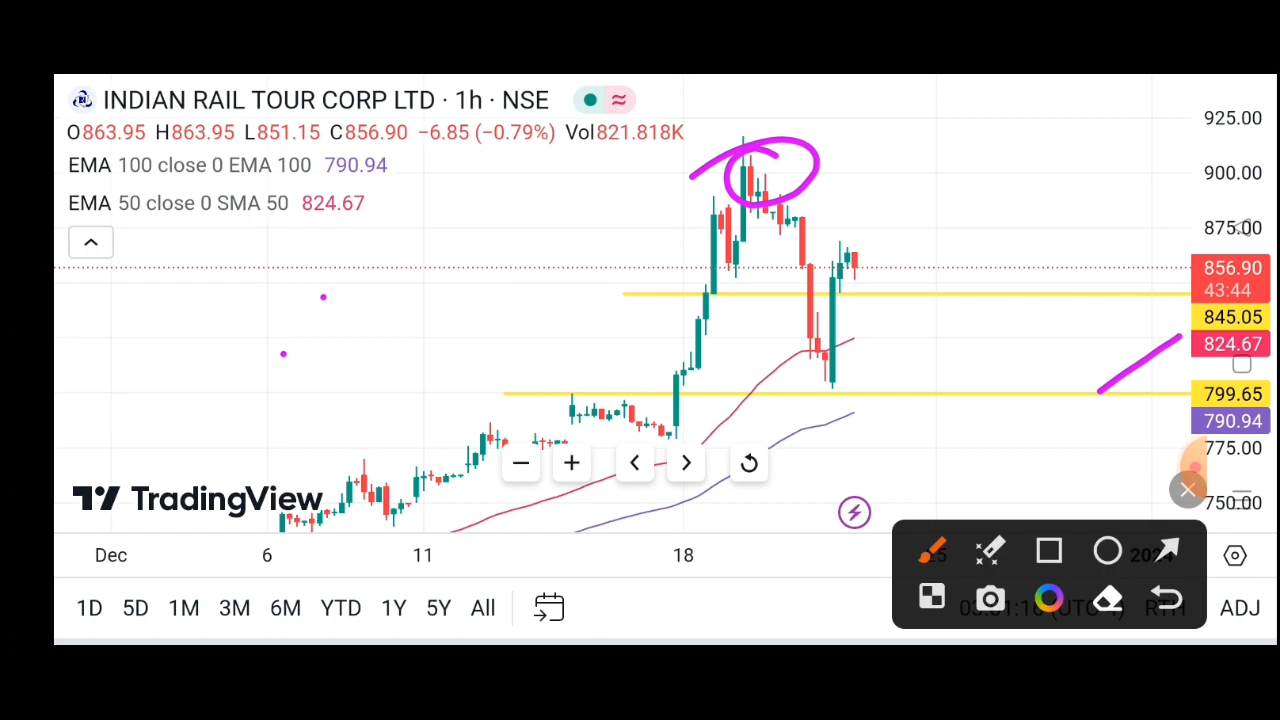 INDIAN RAIL TOUR CORP LTD · 1h · NSE
O863.95 H863.95 L851.15 C856.90 −6.85 (−0.79%) Vol821.818K
EMA 100 close 0 EMA 100 790.94
EMA 50 close 0 SMA 50 824.67
925.00
900.00
875.00
856.90
43:44
845.05
824.67
799.65
790.94
775.00
750.00
TradingView
Dec 6 11 18
1D 5D 1M 3M 6M YTD 1Y 5Y All RTH ADJ